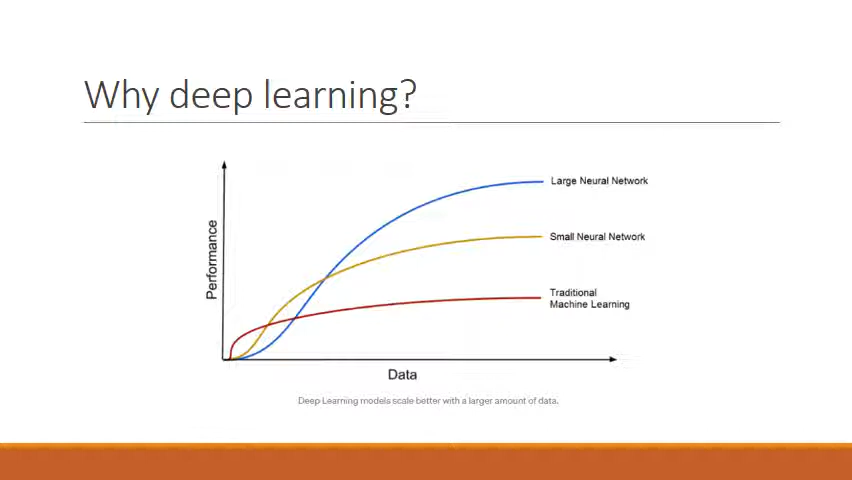 Why deep learning?
Large Neural Network
Small Neural Network
Traditional
Machine Learning
Performance
Data
Deep Learning models scale better with a larger amount of data.